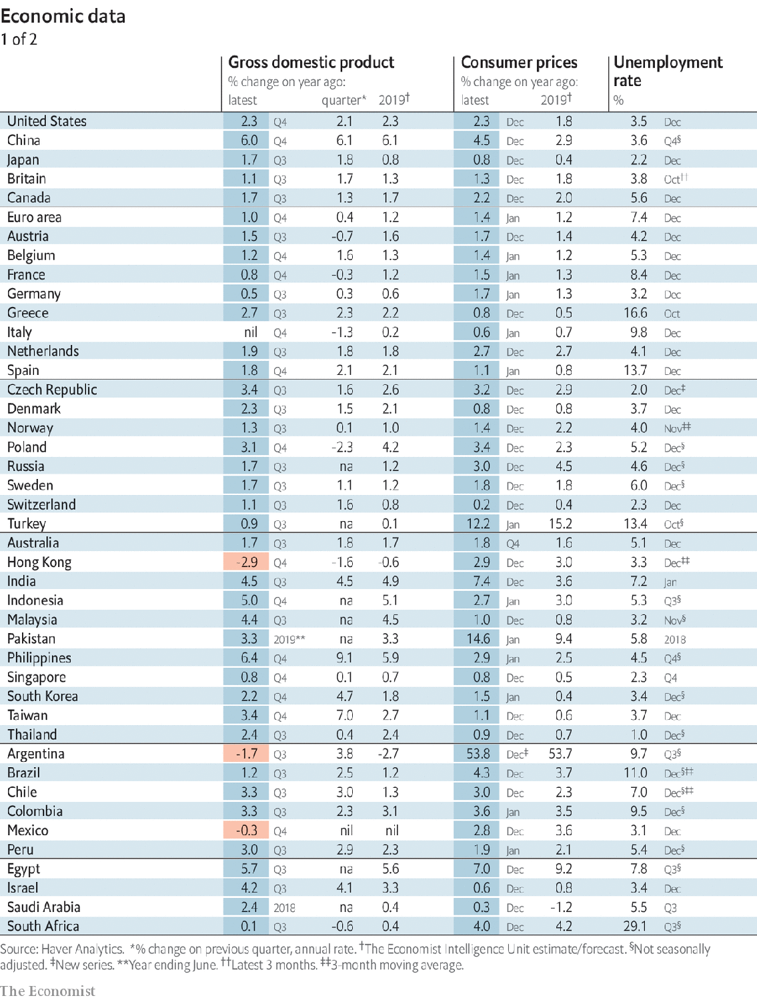 Economic data
1 of 2
Gross domestic product Consumer prices Unemployment
% change on year ago: % change on year ago: rate
latest quarter* 2019† latest 2019† %
United States 2.3 Q4 2.1 2.3 2.3 Dec 1.8 3.5 Dec
China 6.0 Q4 6.1 6.1 4.5 Dec 2.9 3.6 Q4§
Japan 1.7 Q3 1.8 0.8 0.8 Dec 0.4 2.2 Dec
Britain 1.1 Q3 1.7 1.3 1.3 Dec 1.8 3.8 Oct††
Canada 1.7 Q3 1.3 1.7 2.2 Dec 2.0 5.6 Dec
Euro area 1.0 Q4 0.4 1.2 1.4 Jan 1.2 7.4 Dec
Austria 1.5 Q3 -0.7 1.6 1.7 Dec 1.4 4.2 Dec
Belgium 1.2 Q4 1.6 1.3 1.4 Jan 1.2 5.3 Dec
France 0.8 Q4 -0.3 1.2 1.5 Jan 1.3 8.4 Dec
Germany 0.5 Q3 0.3 0.6 1.7 Jan 1.3 3.2 Dec
Greece 2.7 Q3 2.3 2.2 0.8 Dec 0.5 16.6 Oct
Italy nil Q4 -1.3 0.2 0.6 Jan 0.7 9.8 Dec
Netherlands 1.9 Q3 1.8 1.8 2.7 Dec 2.7 4.1 Dec
Spain 1.8 Q4 2.1 2.1 1.1 Jan 0.8 13.7 Dec
Czech Republic 3.4 Q3 1.6 2.6 3.2 Dec 2.9 2.0 Dec‡
Denmark 2.3 Q3 1.5 2.1 0.8 Dec 0.8 3.7 Dec
Norway 1.3 Q3 0.1 1.0 1.4 Dec 2.2 4.0 Nov‡‡
Poland 3.1 Q4 -2.3 4.2 3.4 Dec 2.3 5.2 Dec§
Russia 1.7 Q3 na 1.2 3.0 Dec 4.5 4.6 Dec§
Sweden 1.7 Q3 1.1 1.2 1.8 Dec 1.8 6.0 Dec§
Switzerland 1.1 Q3 1.6 0.8 0.2 Dec 0.4 2.3 Dec
Turkey 0.9 Q3 na 0.1 12.2 Jan 15.2 13.4 Oct§
Australia 1.7 Q3 1.8 1.7 1.8 Q4 1.6 5.1 Dec
Hong Kong -2.9 Q4 -1.6 -0.6 2.9 Dec 3.0 3.3 Dec‡‡
India 4.5 Q3 4.5 4.9 7.4 Dec 3.6 7.2 Jan
Indonesia 5.0 Q4 na 5.1 2.7 Jan 3.0 5.3 Q3§
Malaysia 4.4 Q3 na 4.5 1.0 Dec 0.8 3.2 Nov§
Pakistan 3.3 2019** na 3.3 14.6 Jan 9.4 5.8 2018
Philippines 6.4 Q4 9.1 5.9 2.9 Jan 2.5 4.5 Q4§
Singapore 0.8 Q4 0.1 0.7 0.8 Dec 0.5 2.3 Q4
South Korea 2.2 Q4 4.7 1.8 1.5 Jan 0.4 3.4 Dec§
Taiwan 3.4 Q4 7.0 2.7 1.1 Dec 0.6 3.7 Dec
Thailand 2.4 Q3 0.4 2.4 0.9 Dec 0.7 1.0 Dec§
Argentina -1.7 Q3 3.8 -2.7 53.8 Dec‡ 53.7 9.7 Q3§
Brazil 1.2 Q3 2.5 1.2 4.3 Dec 3.7 11.0 Dec§‡‡
Chile 3.3 Q3 3.0 1.3 3.0 Dec 2.3 7.0 Dec§‡‡
Colombia 3.3 Q3 2.3 3.1 3.6 Jan 3.5 9.5 Dec§
Mexico -0.3 Q4 nil nil 2.8 Dec 3.6 3.1 Dec
Peru 3.0 Q3 2.9 2.3 1.9 Jan 2.1 5.4 Dec§
Egypt 5.7 Q3 na 5.6 7.0 Dec 9.2 7.8 Q3§
Israel 4.2 Q3 4.1 3.3 0.6 Dec 0.8 3.4 Dec
Saudi Arabia 2.4 2018 na 0.4 0.3 Dec -1.2 5.5 Q3
South Africa 0.1 Q3 -0.6 0.4 4.0 Dec 4.2 29.1 Q3§
Source: Haver Analytics. *% change on previous quarter, annual rate. †The Economist Intelligence Unit estimate/forecast. §Not seasonally
adjusted. ‡New series. **Year ending June. ††Latest 3 months. ‡‡3-month moving average.
The Economist